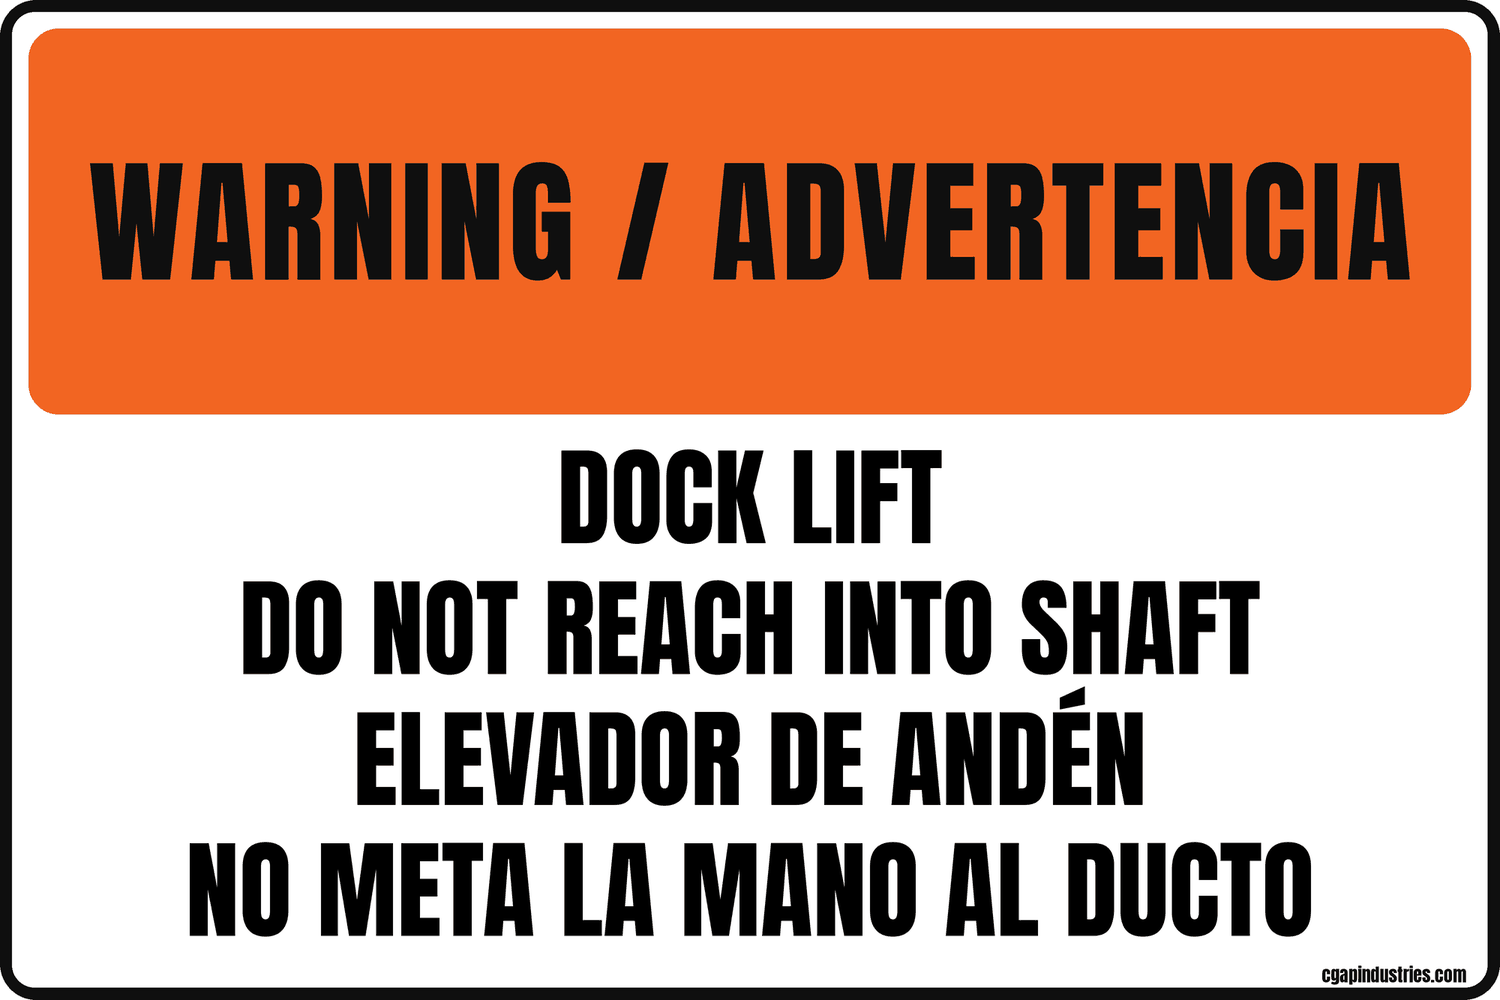 WARNING / ADVERTENCIA
DOCK LIFT
DO NOT REACH INTO SHAFT
ELEVADOR DE ANDÉN
NO META LA MANO AL DUCTO
cgapindustries.com